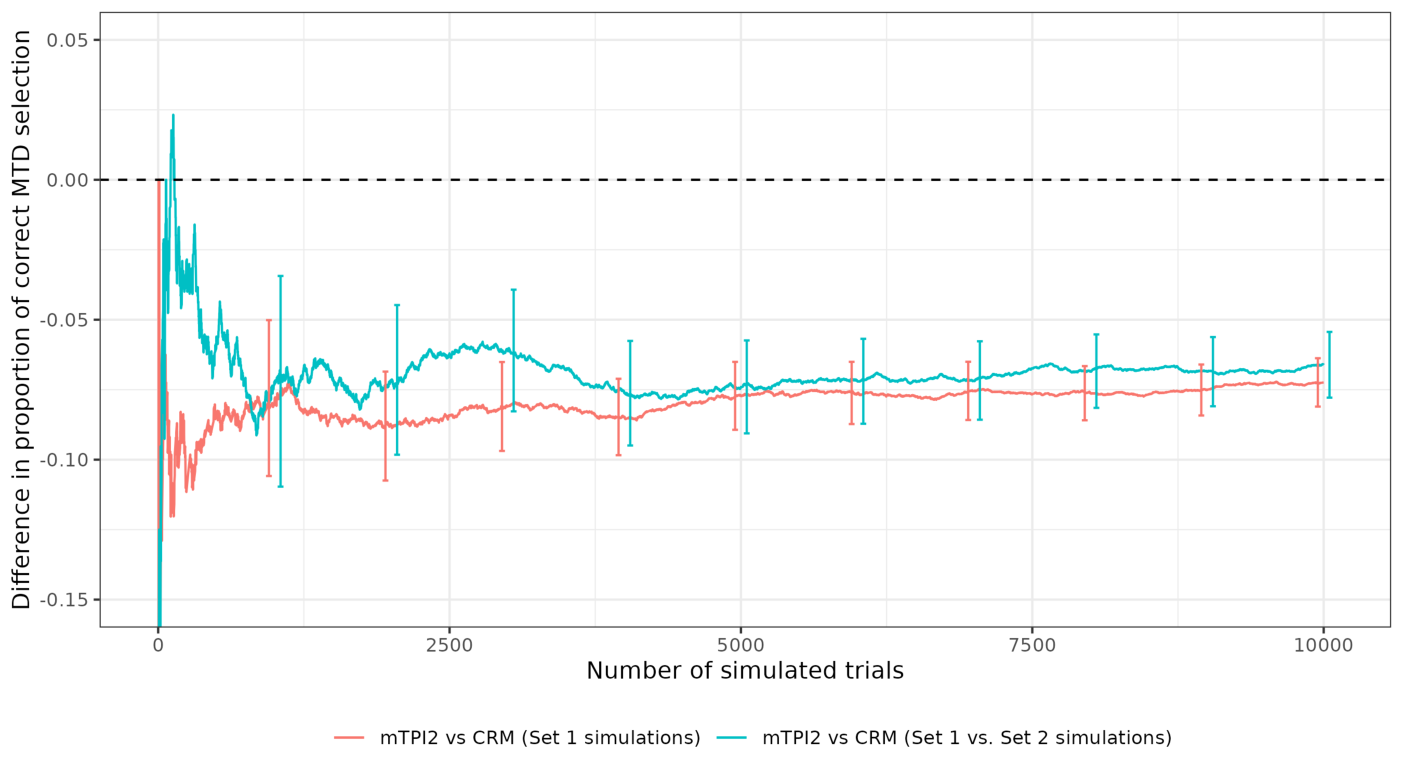 Difference in proportion of correct MTD selection
0.05
0.00
-0.05
-0.10
-0.15
0 2500 5000 7500 10000
Number of simulated trials
mTPI2 vs CRM (Set 1 simulations) mTPI2 vs CRM (Set 1 vs. Set 2 simulations)